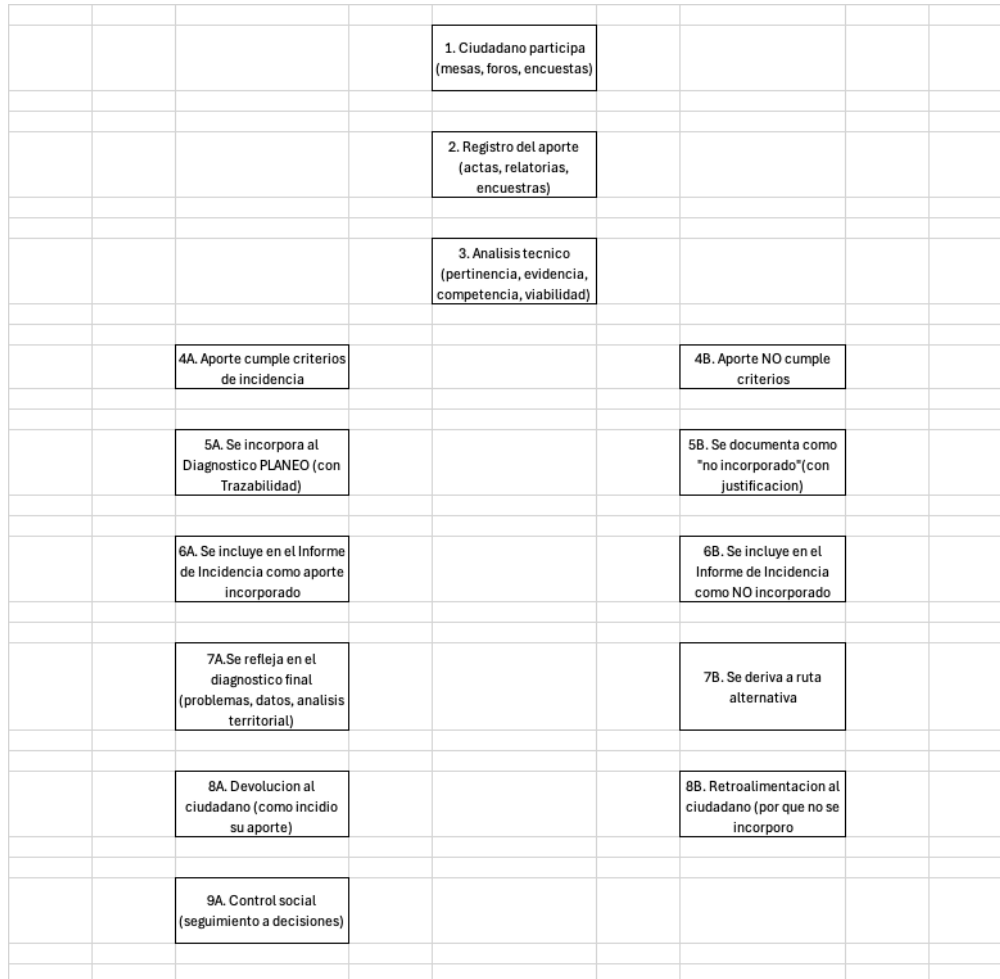 1. Ciudadano participa
(mesas, foros, encuestas)
2. Registro del aporte
(actas, relatorias,
encuestras)
3. Analisis tecnico
(pertinencia, evidencia,
competencia, viabilidad)
4A. Aporte cumple criterios
de incidencia
4B. Aporte NO cumple
criterios
5A. Se incorpora al
Diagnostico PLANEO (con
Trazabilidad)
5B. Se documenta como
"no incorporado"(con
justificacion)
6A. Se incluye en el Informe
de Incidencia como aporte
incorporado
6B. Se incluye en el
Informe de Incidencia
como NO incorporado
7A.Se refleja en el
diagnostico final
(problemas, datos, analisis
territorial)
7B. Se deriva a ruta
alternativa
8A. Devolucion al
ciudadano (como incidio
su aporte)
8B. Retroalimentacion al
ciudadano (por que no se
incorporo
9A. Control social
(seguimiento a decisiones)